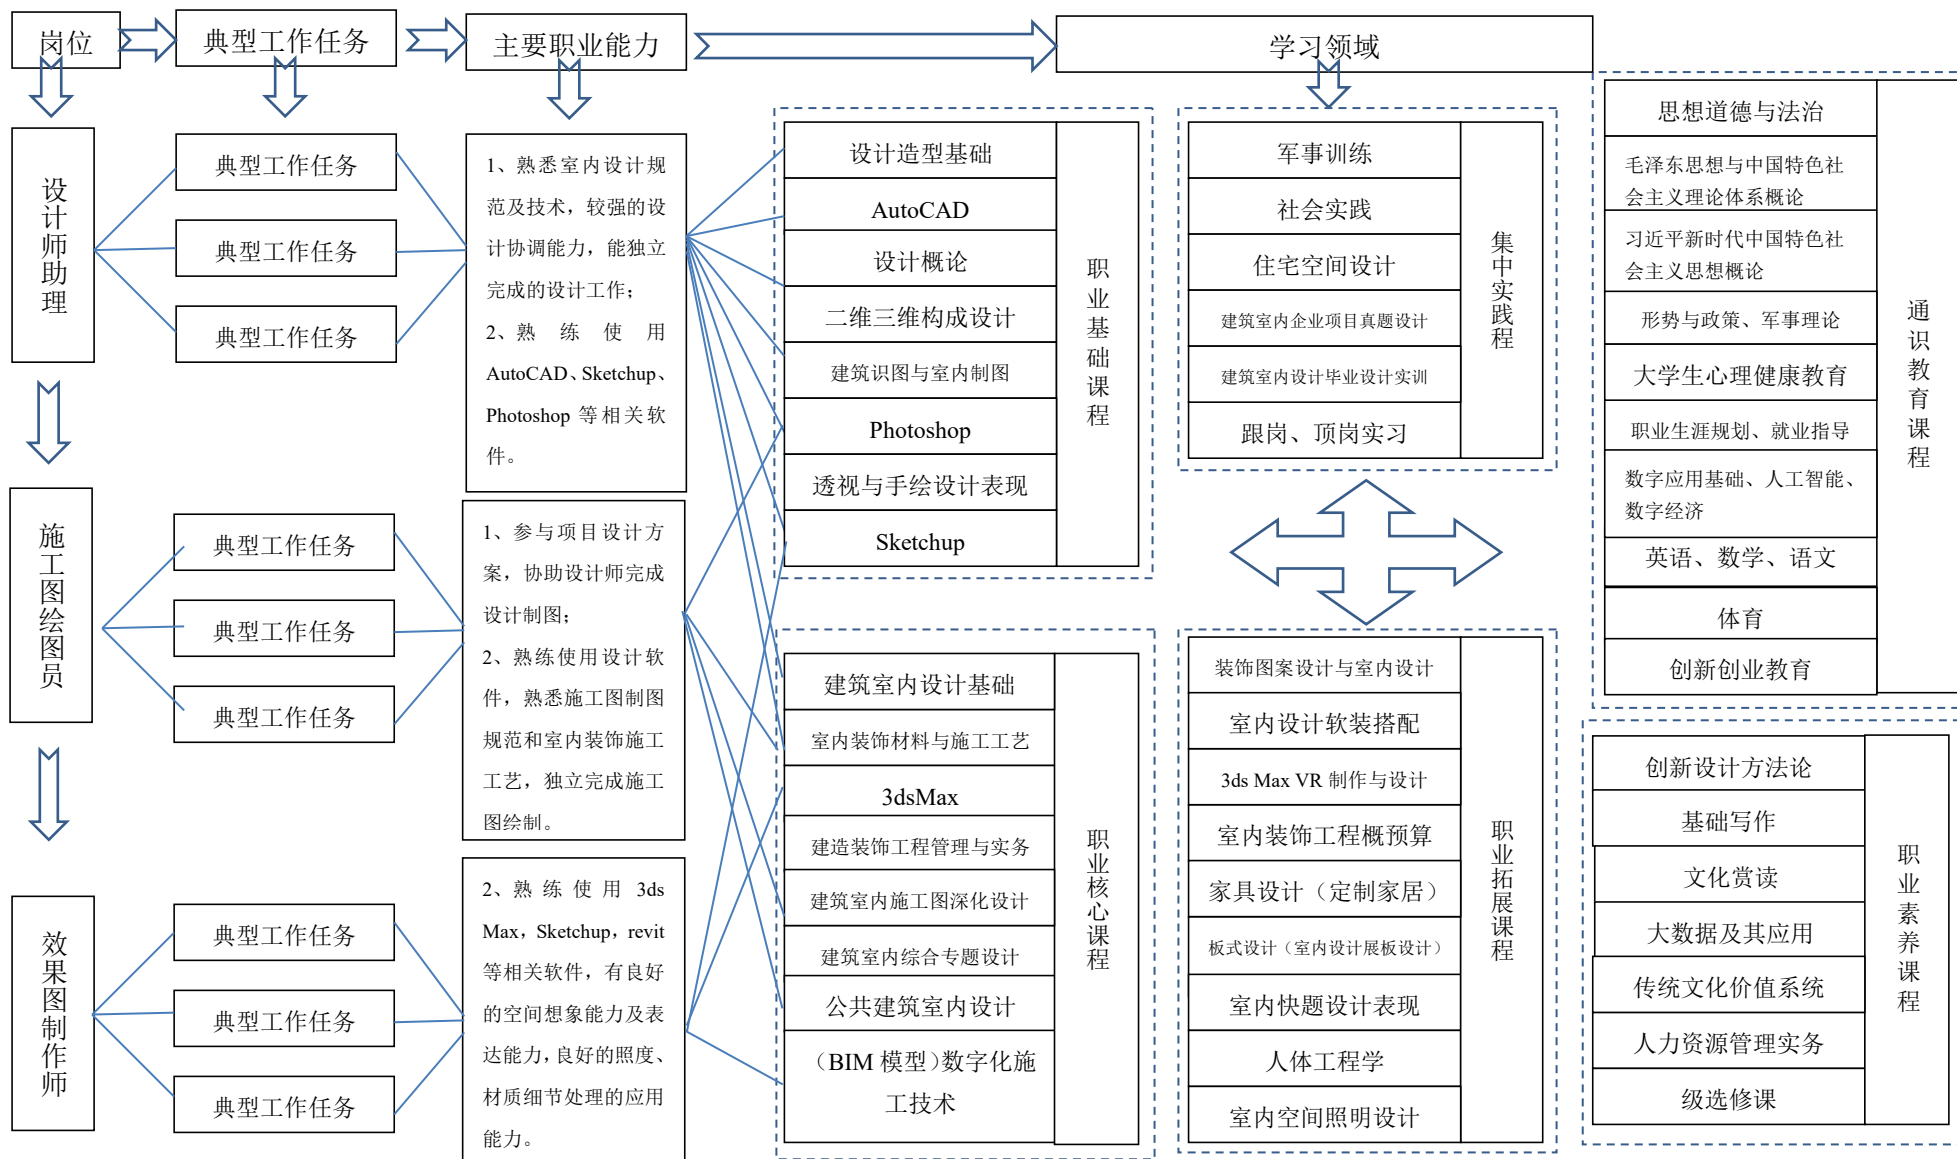 岗位
典型工作任务
主要职业能力
学习领域
设计师助理
典型工作任务
典型工作任务
典型工作任务
1、熟悉室内设计规
范及技术，较强的设
计协调能力，能独立
完成的设计工作；
2、熟练使用
AutoCAD、Sketchup、
Photoshop 等相关软
件。
施工图绘图员
典型工作任务
典型工作任务
典型工作任务
1、参与项目设计方
案，协助设计师完成
设计制图；
2、熟练使用设计软
件，熟悉施工图制图
规范和室内装饰施工
工艺，独立完成施工
图绘制。
效果图制作师
典型工作任务
典型工作任务
典型工作任务
2、熟练使用 3ds
Max，Sketchup，revit
等相关软件，有良好
的空间想象能力及表
达能力，良好的照度、
材质细节处理的应用
能力。
设计造型基础
AutoCAD
设计概论
二维三维构成设计
建筑识图与室内制图
Photoshop
透视与手绘设计表现
Sketchup
职业基础课程
建筑室内设计基础
室内装饰材料与施工工艺
3dsMax
建造装饰工程管理与实务
建筑室内施工图深化设计
建筑室内综合专题设计
公共建筑室内设计
（BIM 模型）数字化施
工技术
职业核心课程
军事训练
社会实践
住宅空间设计
建筑室内企业项目真题设计
建筑室内设计毕业设计实训
跟岗、顶岗实习
集中实践程
装饰图案设计与室内设计
室内设计软装搭配
3ds Max VR 制作与设计
室内装饰工程概预算
家具设计（定制家居）
板式设计（室内设计展板设计）
室内快题设计表现
人体工程学
室内空间照明设计
职业拓展课程
思想道德与法治
毛泽东思想与中国特色社
会主义理论体系概论
习近平新时代中国特色社
会主义思想概论
形势与政策、军事理论
大学生心理健康教育
职业生涯规划、就业指导
数字应用基础、人工智能、
数字经济
英语、数学、语文
体育
创新创业教育
通识教育课程
创新设计方法论
基础写作
文化赏读
大数据及其应用
传统文化价值系统
人力资源管理实务
级选修课
职业素养课程